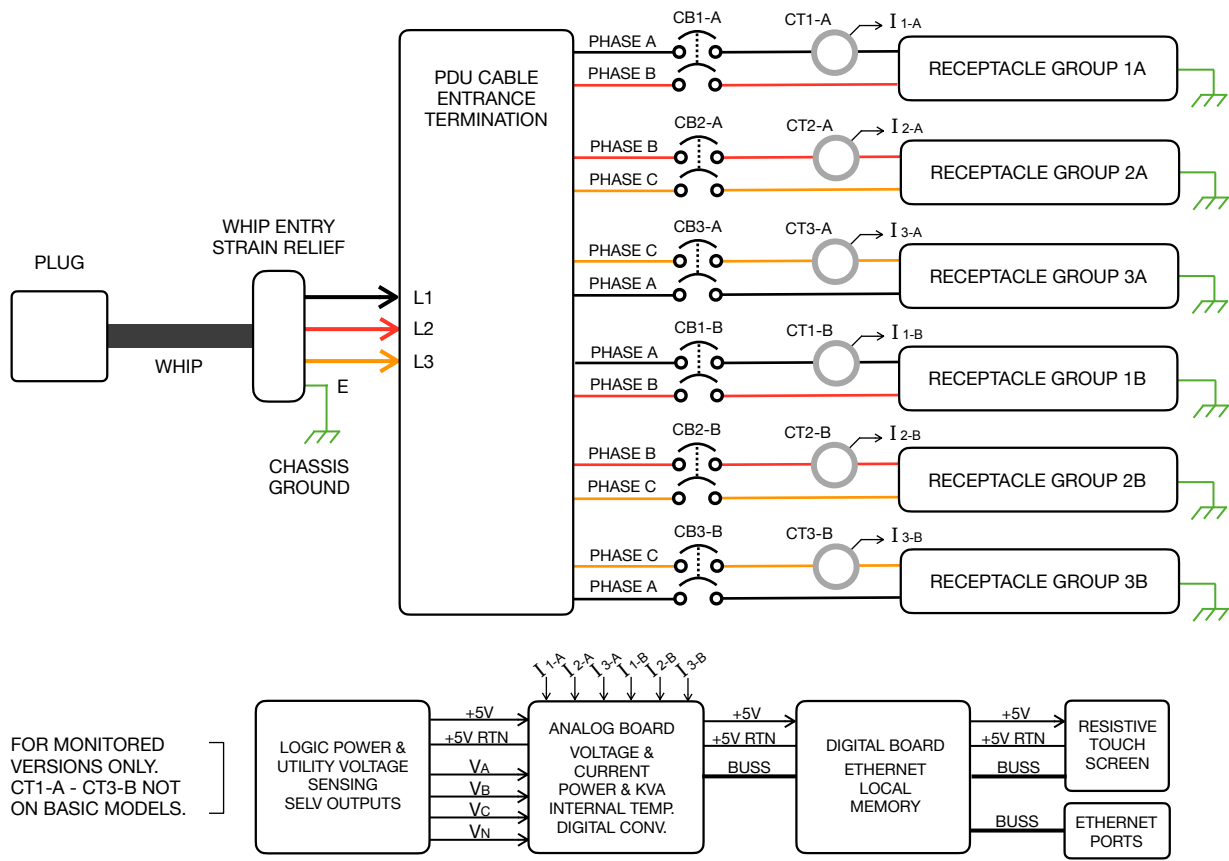 CB1-A
CT1-A
I 1-A
PHASE A
PHASE B
RECEPTACLE GROUP 1A
PDU CABLE
ENTRANCE
TERMINATION
CB2-A
CT2-A
I 2-A
PHASE B
PHASE C
RECEPTACLE GROUP 2A
CB3-A
CT3-A
I 3-A
PHASE C
PHASE A
RECEPTACLE GROUP 3A
WHIP ENTRY
STRAIN RELIEF
PLUG
WHIP
L1
L2
L3
E
CHASSIS
GROUND
CB1-B
CT1-B
I 1-B
PHASE A
PHASE B
RECEPTACLE GROUP 1B
CB2-B
CT2-B
I 2-B
PHASE B
PHASE C
RECEPTACLE GROUP 2B
CB3-B
CT3-B
I 3-B
PHASE C
PHASE A
RECEPTACLE GROUP 3B
I 1-A
I 2-A
I 3-A
I 1-B
I 2-B
I 3-B
FOR MONITORED
VERSIONS ONLY.
CT1-A - CT3-B NOT
ON BASIC MODELS.
LOGIC POWER &
UTILITY VOLTAGE
SENSING
SELV OUTPUTS
+5V
+5V RTN
VA
VB
VC
VN
ANALOG BOARD
VOLTAGE &
CURRENT
POWER & KVA
INTERNAL TEMP.
DIGITAL CONV.
+5V
+5V RTN
BUSS
DIGITAL BOARD
ETHERNET
LOCAL
MEMORY
+5V
+5V RTN
BUSS
RESISTIVE
TOUCH
SCREEN
BUSS
ETHERNET
PORTS